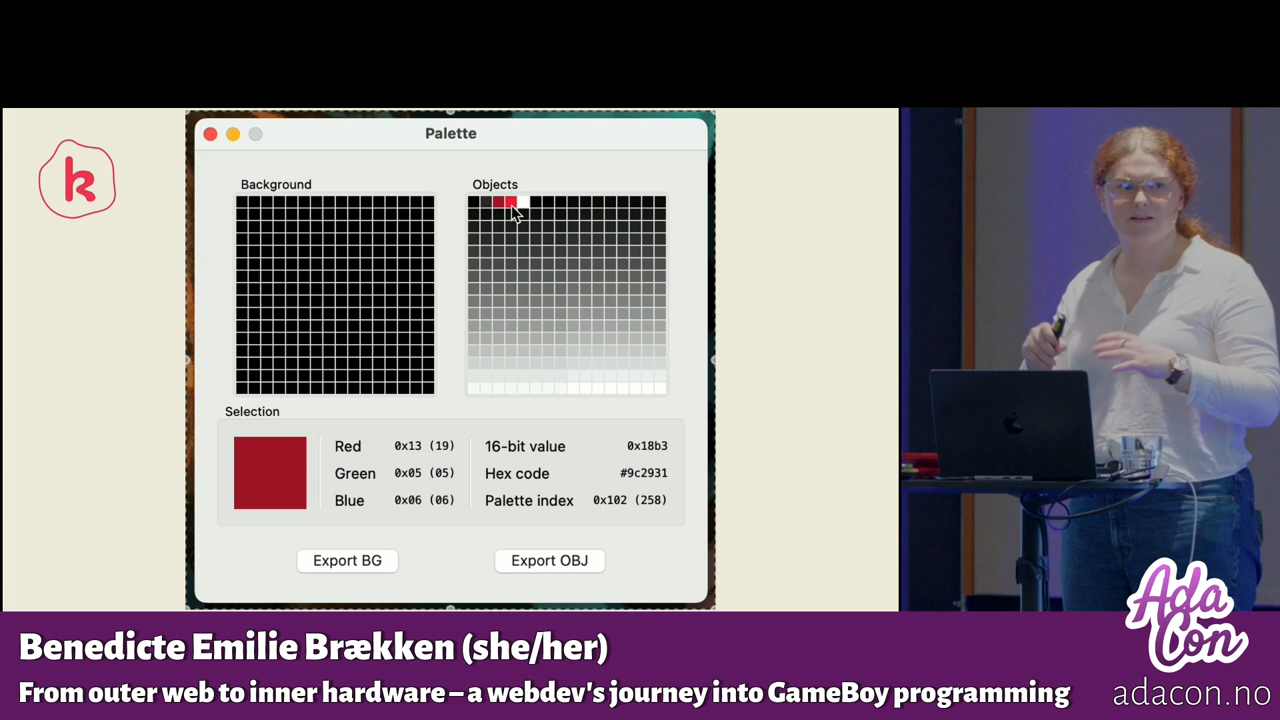 k
Palette
Background
Objects
Selection
Red 0x13 (19)
Green 0x05 (05)
Blue 0x06 (06)
16-bit value 0x18b3
Hex code #9c2931
Palette index 0x102 (258)
Export BG
Export OBJ
Benedicte Emilie Brækken (she/her)
From outer web to inner hardware – a webdev's journey into GameBoy programming
Ada
Con
adacon.no